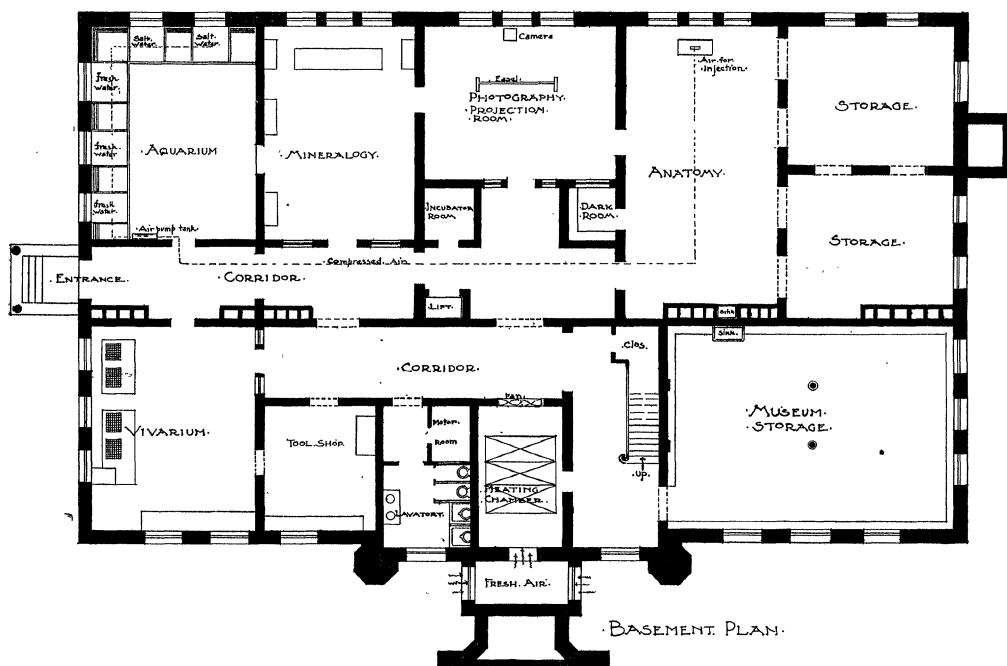 Salt water.
Salt water.
Camera
Air for Injection.
Fresh water.
Easel.
· Photography ·
· Projection ·
Room ·
Storage ·
· Aquarium
· Mineralogy ·
Fresh water.
Anatomy ·
Fresh water.
Incubator
Room
Dark
Room ·
Air pump tank
Storage ·
Compressed Air
· Entrance ·
· Corridor ·
Lift ·
Sink
Sink.
Clos.
· Corridor ·
Fan.
· Museum ·
· Storage ·
Motor
Room
· Vivarium ·
Tool Shop.
Up.
Heating
Chamber
Lavatory.
Fresh Air.
· Basement Plan ·